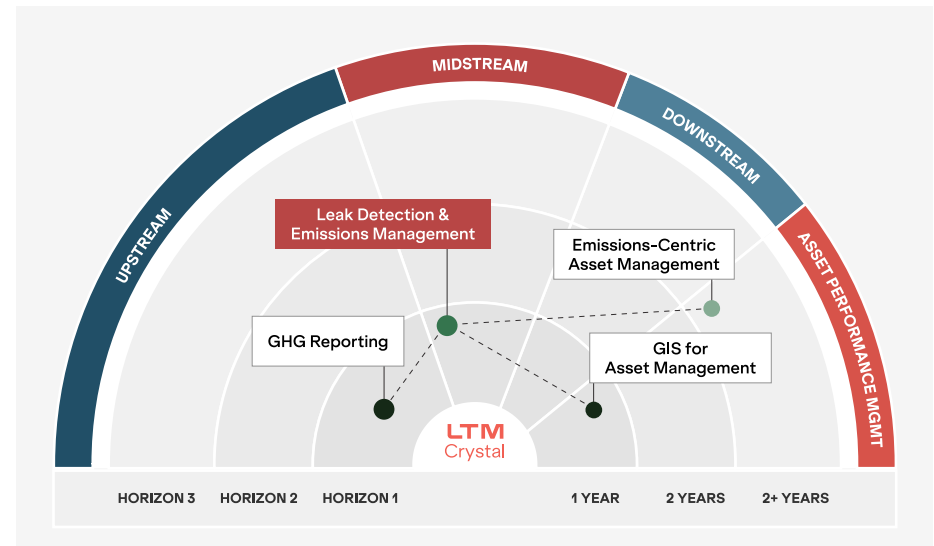 MIDSTREAM
DOWNSTREAM
UPSTREAM
ASSET PERFORMANCE MGMT
Leak Detection &
Emissions Management
Emissions-Centric
Asset Management
GHG Reporting
GIS for
Asset Management
LTM
Crystal
HORIZON 3
HORIZON 2
HORIZON 1
1 YEAR
2 YEARS
2+ YEARS